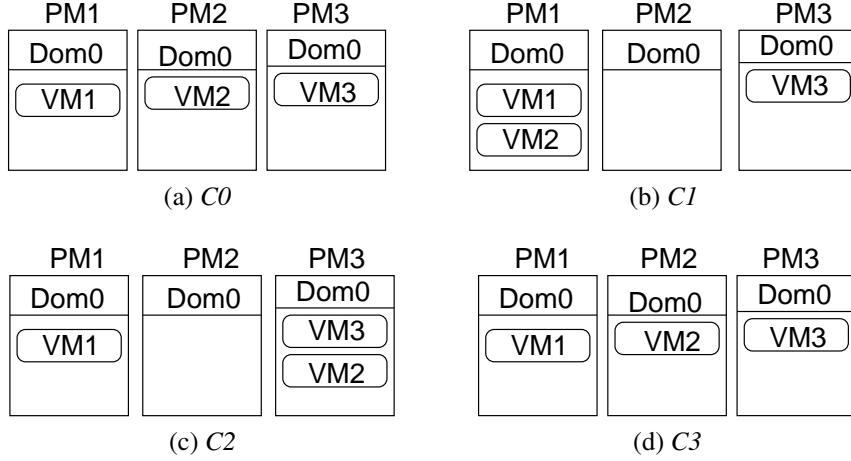 PM1 PM2 PM3
Dom0 Dom0 Dom0
VM1 VM2 VM3
(a) C0
PM1 PM2 PM3
Dom0 Dom0 Dom0
VM1 VM3
VM2
(b) C1
PM1 PM2 PM3
Dom0 Dom0 Dom0
VM1 VM3
VM2
(c) C2
PM1 PM2 PM3
Dom0 Dom0 Dom0
VM1 VM2 VM3
(d) C3